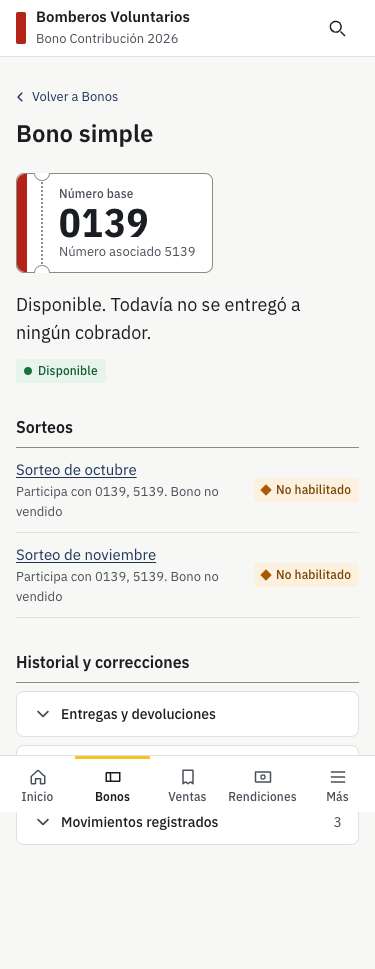 Bomberos Voluntarios
Bono Contribución 2026
Volver a Bonos
Bono simple
Número base
0139
Número asociado 5139
Disponible. Todavía no se entregó a
ningún cobrador.
Disponible
Sorteos
Sorteo de octubre
Participa con 0139, 5139. Bono no
vendido
No habilitado
Sorteo de noviembre
Participa con 0139, 5139. Bono no
vendido
No habilitado
Historial y correcciones
Entregas y devoluciones
Inicio
Bonos
Ventas
Rendiciones
Más
Movimientos registrados
3